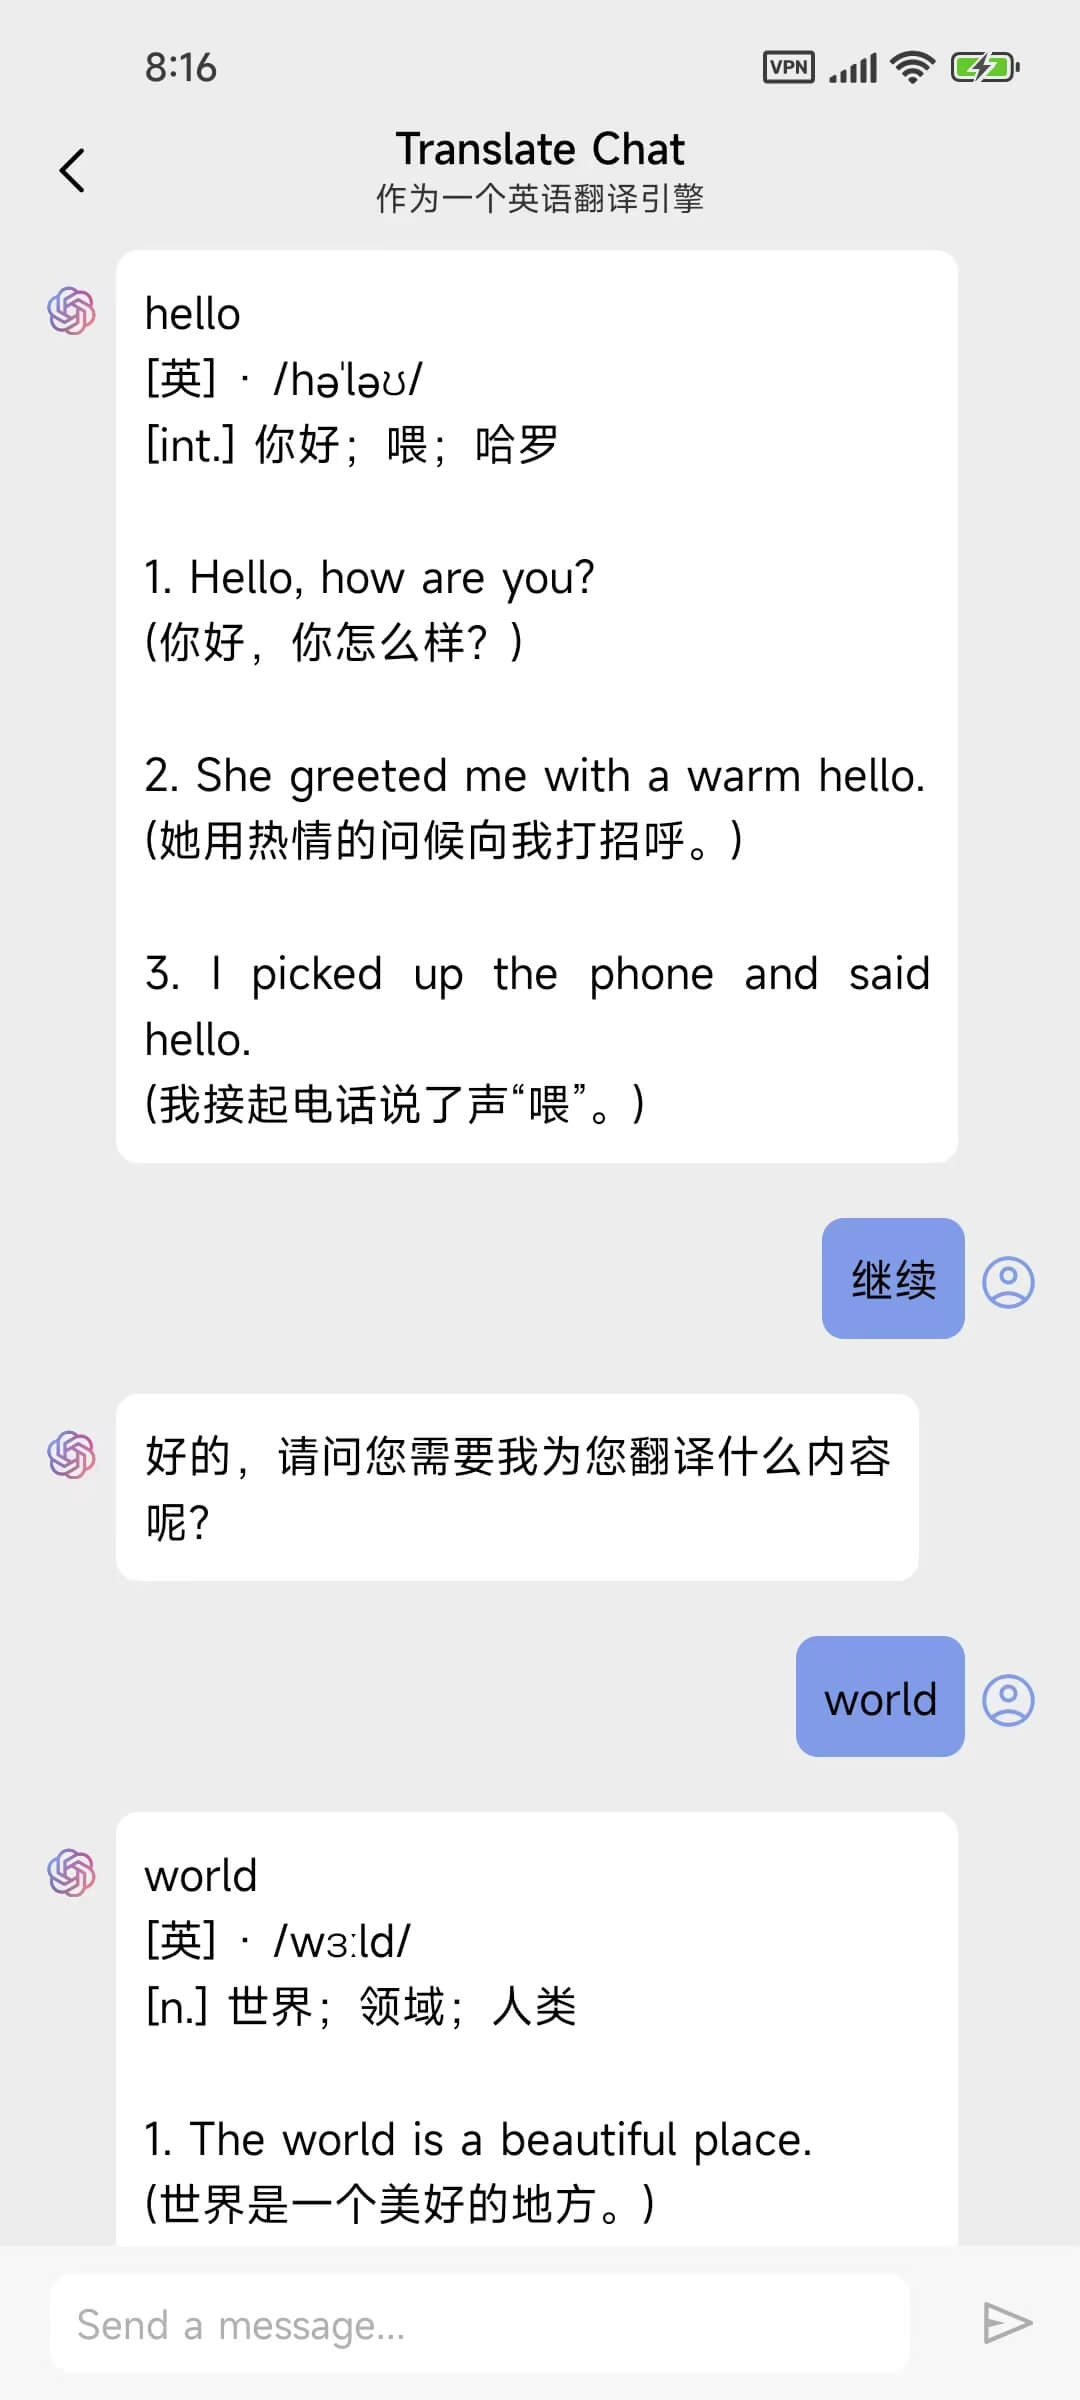 8:16
VPN
Translate Chat
作为一个英语翻译引擎
hello
[英] · /həˈləʊ/
[int.] 你好；喂；哈罗
1. Hello, how are you?
(你好，你怎么样？)
2. She greeted me with a warm hello.
(她用热情的问候向我打招呼。)
3. I picked up the phone and said
hello.
(我接起电话说了声“喂”。)
继续
好的，请问您需要我为您翻译什么内容
呢？
world
world
[英] · /wɜːld/
[n.] 世界；领域；人类
1. The world is a beautiful place.
(世界是一个美好的地方。)
Send a message...